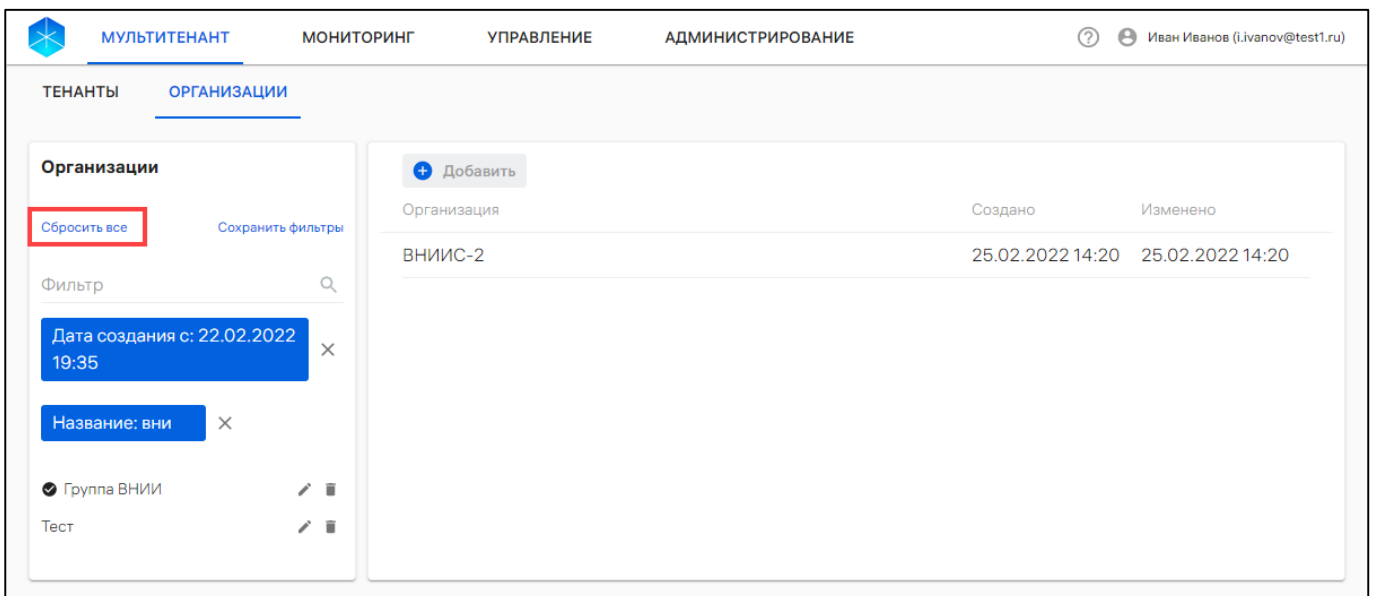 МУЛЬТИТЕНАНТ МОНИТОРИНГ УПРАВЛЕНИЕ АДМИНИСТРИРОВАНИЕ Иван Иванов (i.ivanov@test1.ru)
ТЕНАНТЫ ОРГАНИЗАЦИИ
Организации
Сбросить все Сохранить фильтры
Фильтр
Дата создания с: 22.02.2022
19:35
Название: вни
Группа ВНИИ
Тест
Добавить
Организация Создано Изменено
ВНИИС-2 25.02.2022 14:20 25.02.2022 14:20